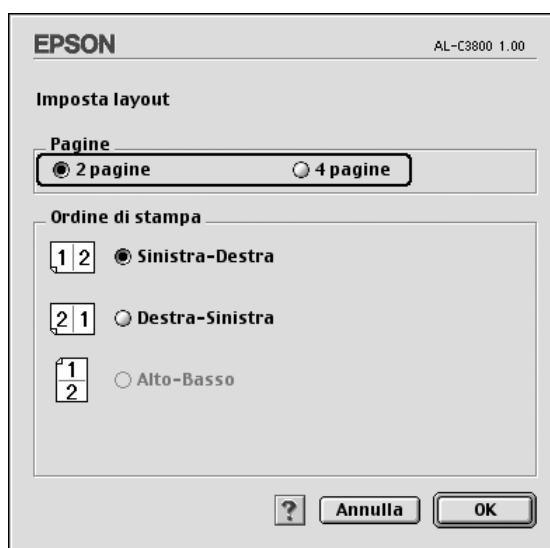 EPSON AL-C3800 1.00
Imposta layout
Pagine
2 pagine 4 pagine
Ordine di stampa
1 2 Sinistra-Destra
2 1 Destra-Sinistra
1
2 Alto-Basso
? Annulla OK